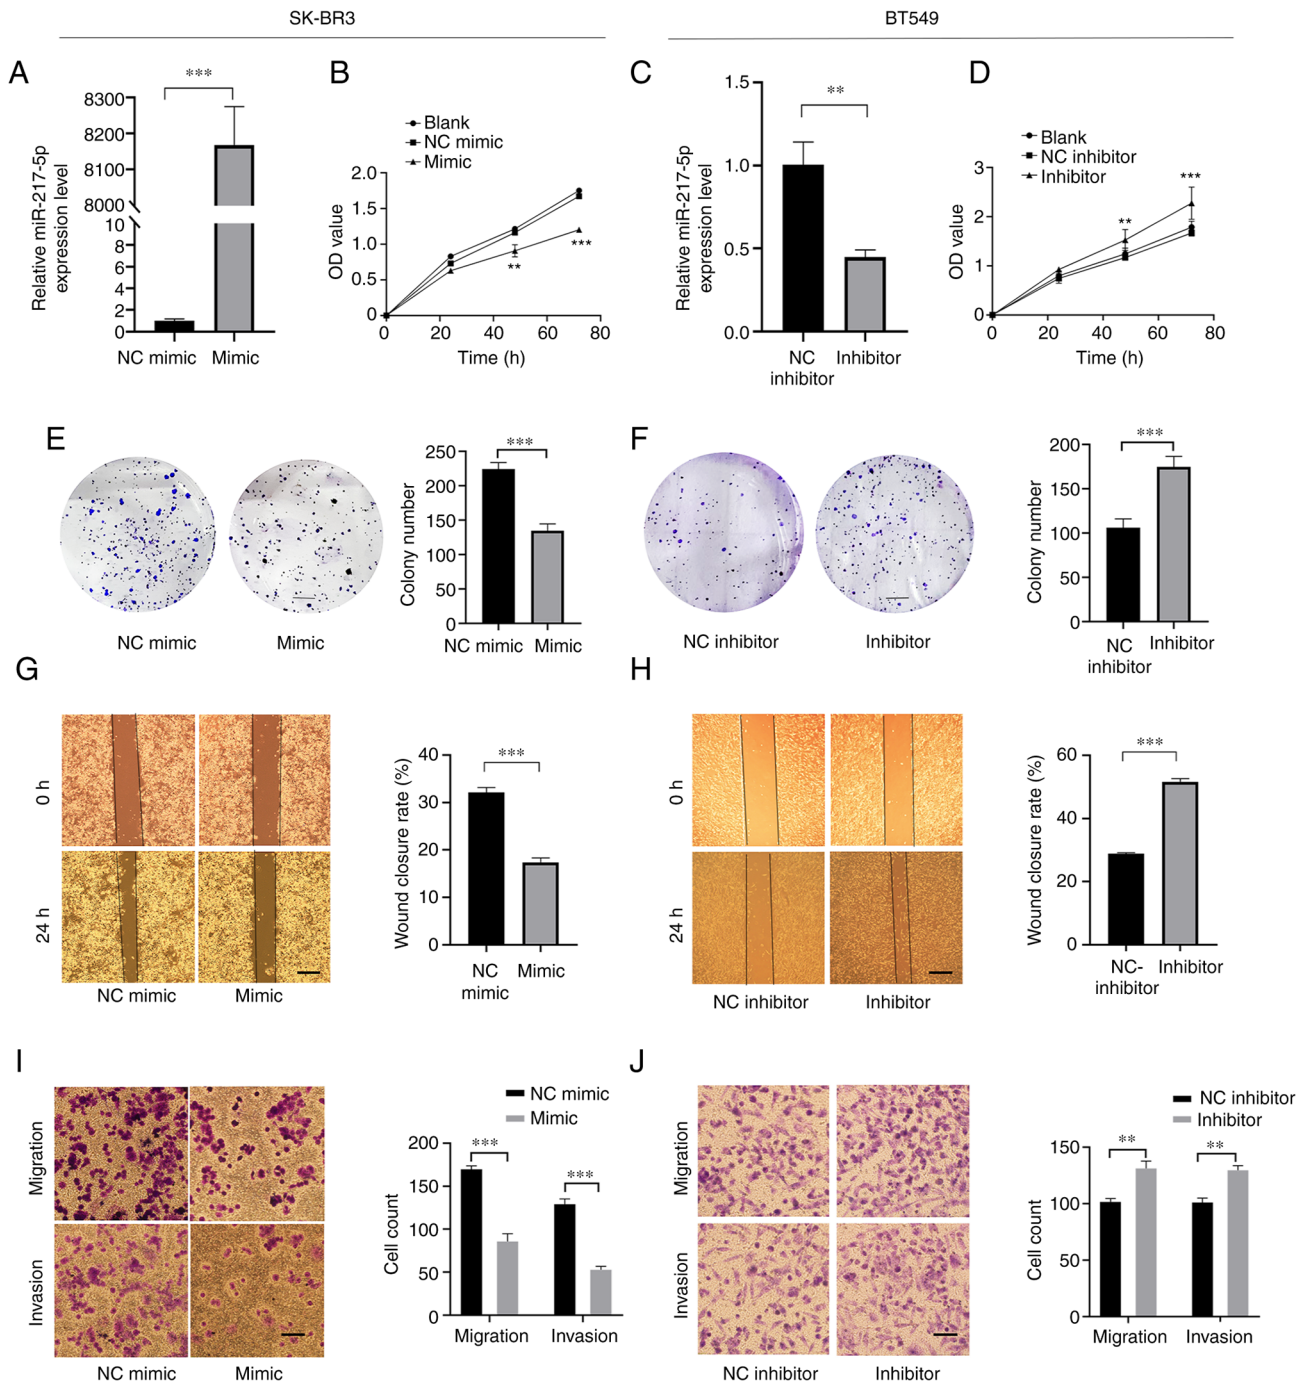 SK-BR3
BT549
A
***
Relative miR-217-5p
expression level
8300
8200
8100
8000
10
8
6
4
2
0
NC mimic
Mimic
B
Blank
NC mimic
Mimic
OD value
2.0
1.5
1.0
0.5
0
**
***
0
20
40
60
80
Time (h)
C
**
Relative miR-217-5p
expression level
1.5
1.0
0.5
0.0
NC
inhibitor
Inhibitor
D
Blank
NC inhibitor
Inhibitor
OD value
3
2
1
0
**
***
0
20
40
60
80
Time (h)
E
NC mimic
Mimic
***
Colony number
250
200
150
100
50
0
NC mimic
Mimic
F
NC inhibitor
Inhibitor
***
Colony number
200
150
100
50
0
NC
inhibitor
Inhibitor
G
0 h
24 h
NC mimic
Mimic
***
Wound closure rate (%)
40
30
20
10
0
NC
mimic
Mimic
H
0 h
24 h
NC inhibitor
Inhibitor
***
Wound closure rate (%)
60
40
20
0
NC-
inhibitor
Inhibitor
I
Migration
Invasion
NC mimic
Mimic
NC mimic
Mimic
Cell count
200
150
100
50
0
***
***
Migration
Invasion
J
Migration
Invasion
NC inhibitor
Inhibitor
NC inhibitor
Inhibitor
Cell count
150
100
50
0
**
**
Migration
Invasion